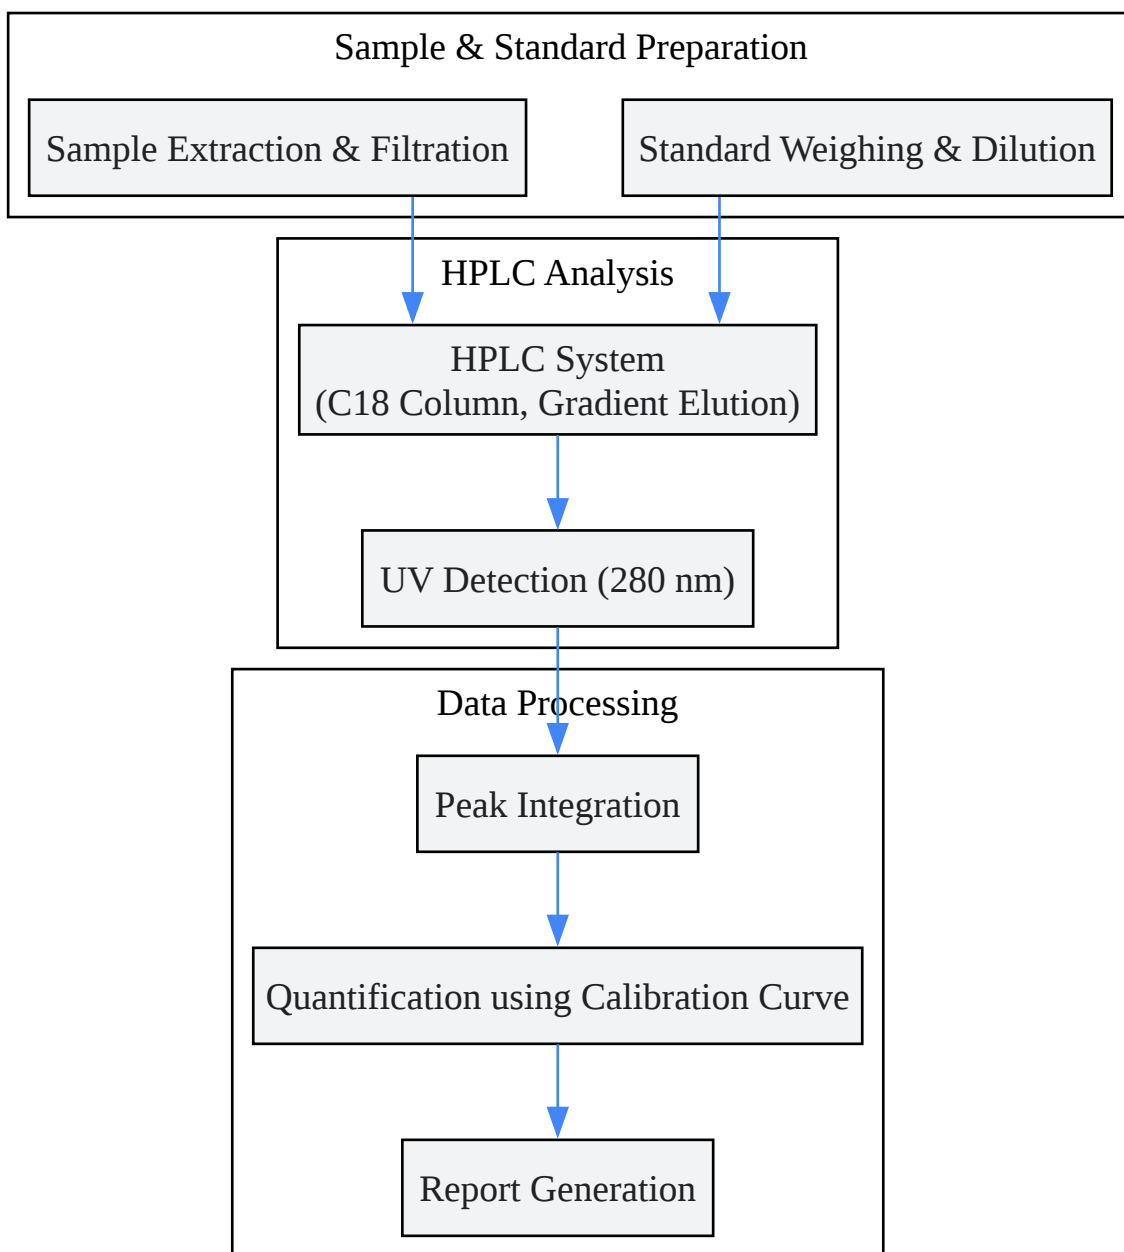 Sample & Standard Preparation
Sample Extraction & Filtration
Standard Weighing & Dilution
HPLC Analysis
HPLC System
(C18 Column, Gradient Elution)
UV Detection (280 nm)
Data Processing
Peak Integration
Quantification using Calibration Curve
Report Generation